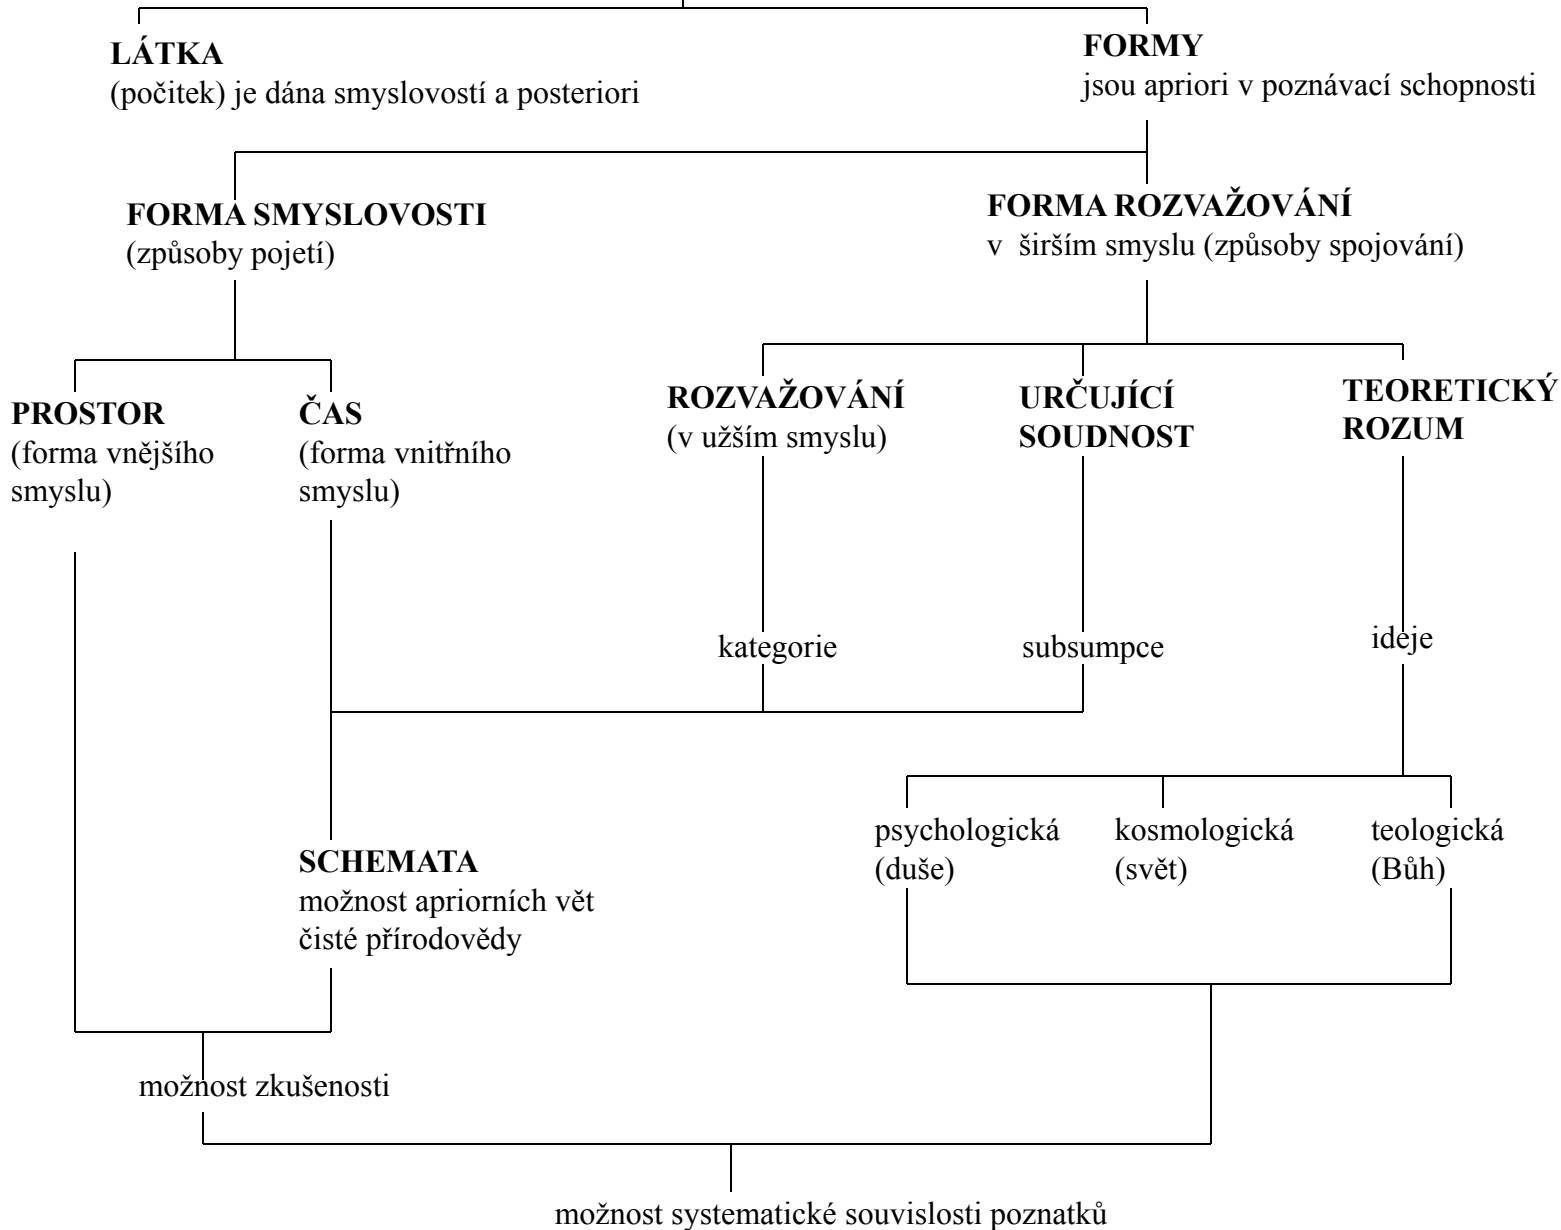 LÁTKA
(počitek) je dána smyslovostí a posteriori
FORMY
jsou apriori v poznávací schopnosti
FORMA SMYSLOVOSTI
(způsoby pojetí)
FORMA ROZVAŽOVÁNÍ
v širším smyslu (způsoby spojování)
PROSTOR
(forma vnějšího
smyslu)
ČAS
(forma vnitřního
smyslu)
ROZVAŽOVÁNÍ
(v užším smyslu)
URČUJÍCÍ
SOUDNOST
TEORETICKÝ
ROZUM
kategorie
subsumpce
ideje
psychologická
(duše)
kosmologická
(svět)
teologická
(Bůh)
SCHEMATA
možnost apriorních vět
čisté přírodovědy
možnost zkušenosti
možnost systematické souvislosti poznatků